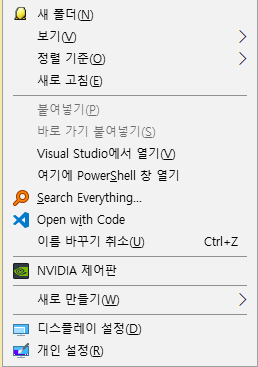 새 폴더(N)
보기(V)
정렬 기준(O)
새로 고침(E)
붙여넣기(P)
바로 가기 붙여넣기(S)
Visual Studio에서 열기(V)
여기에 PowerShell 창 열기
Search Everything...
Open with Code
이름 바꾸기 취소(U) Ctrl+Z
NVIDIA 제어판
새로 만들기(W)
디스플레이 설정(D)
개인 설정(R)